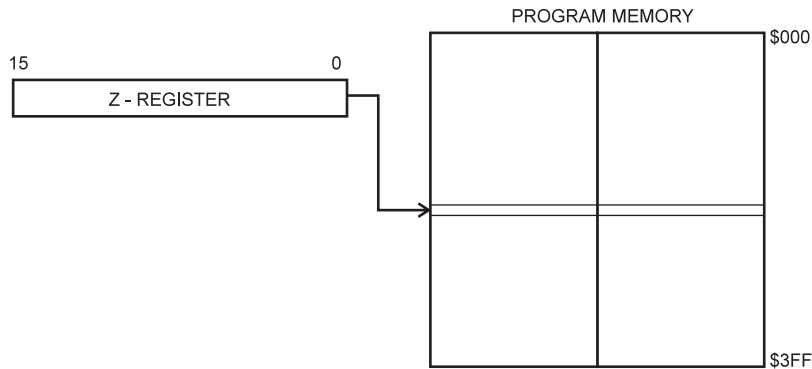 PROGRAM MEMORY
$000
15 0
Z - REGISTER
$3FF